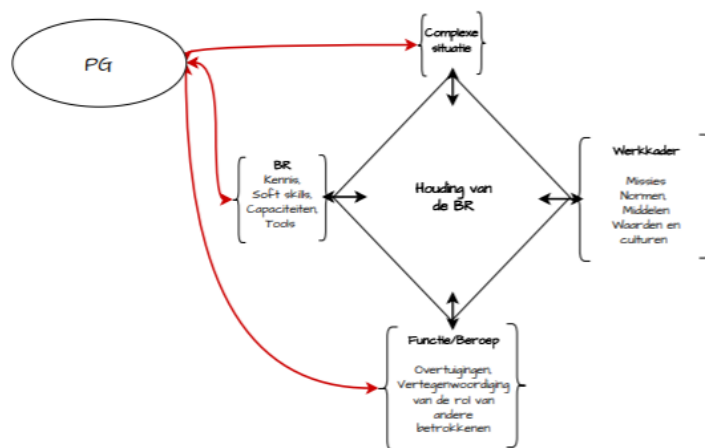 PG
Complexe
situatie
BR
Kennis,
Soft skills,
Capaciteiten,
Tools
Houding van
de BR
Werkkader
Missies
Normen,
Middelen
Waarden en
culturen
Functie/Beroep
Overtuigingen,
Vertegenwoordiging
van de rol van
andere
betrokkenen